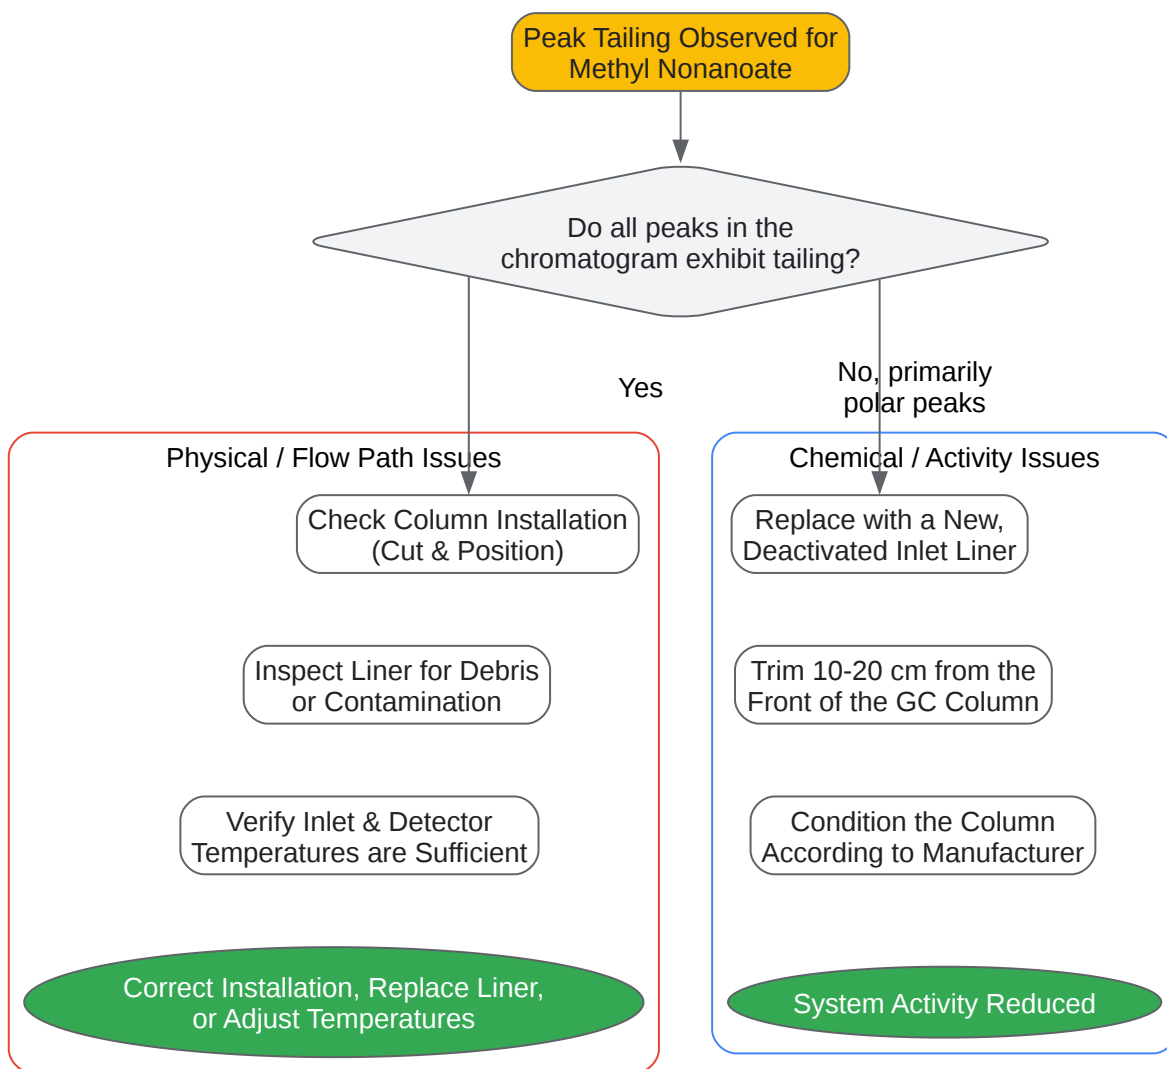 Peak Tailing Observed for
Methyl Nonanoate
Do all peaks in the
chromatogram exhibit tailing?
Yes
No, primarily
polar peaks
Physical / Flow Path Issues
Check Column Installation
(Cut & Position)
Inspect Liner for Debris
or Contamination
Verify Inlet & Detector
Temperatures are Sufficient
Correct Installation, Replace Liner,
or Adjust Temperatures
Chemical / Activity Issues
Replace with a New,
Deactivated Inlet Liner
Trim 10-20 cm from the
Front of the GC Column
Condition the Column
According to Manufacturer
System Activity Reduced